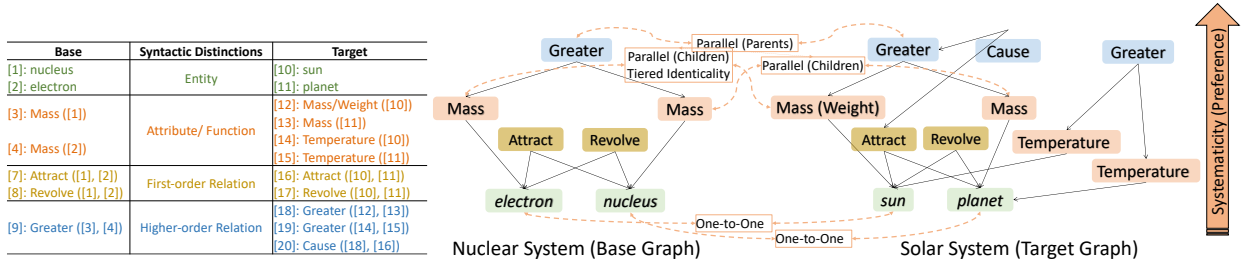 Base Syntactic Distinctions Target
[1]: nucleus
[2]: electron
Entity
[10]: sun
[11]: planet
[3]: Mass ([1])
[4]: Mass ([2])
Attribute/ Function
[12]: Mass/Weight ([10])
[13]: Mass ([11])
[14]: Temperature ([10])
[15]: Temperature ([11])
[7]: Attract ([1], [2])
[8]: Revolve ([1], [2])
First-order Relation
[16]: Attract ([10], [11])
[17]: Revolve ([10], [11])
[9]: Greater ([3], [4])
Higher-order Relation
[18]: Greater ([12], [13])
[19]: Greater ([14], [15])
[20]: Cause ([18], [16])
Greater
Parallel (Parents)
Parallel (Children)
Tiered Identicality
Parallel (Children)
Greater
Cause
Greater
Mass
Mass
Mass (Weight)
Mass
Attract
Revolve
Attract
Revolve
Temperature
Temperature
electron
nucleus
sun
planet
One-to-One
One-to-One
Nuclear System (Base Graph)
Solar System (Target Graph)
Systematicity (Preference)